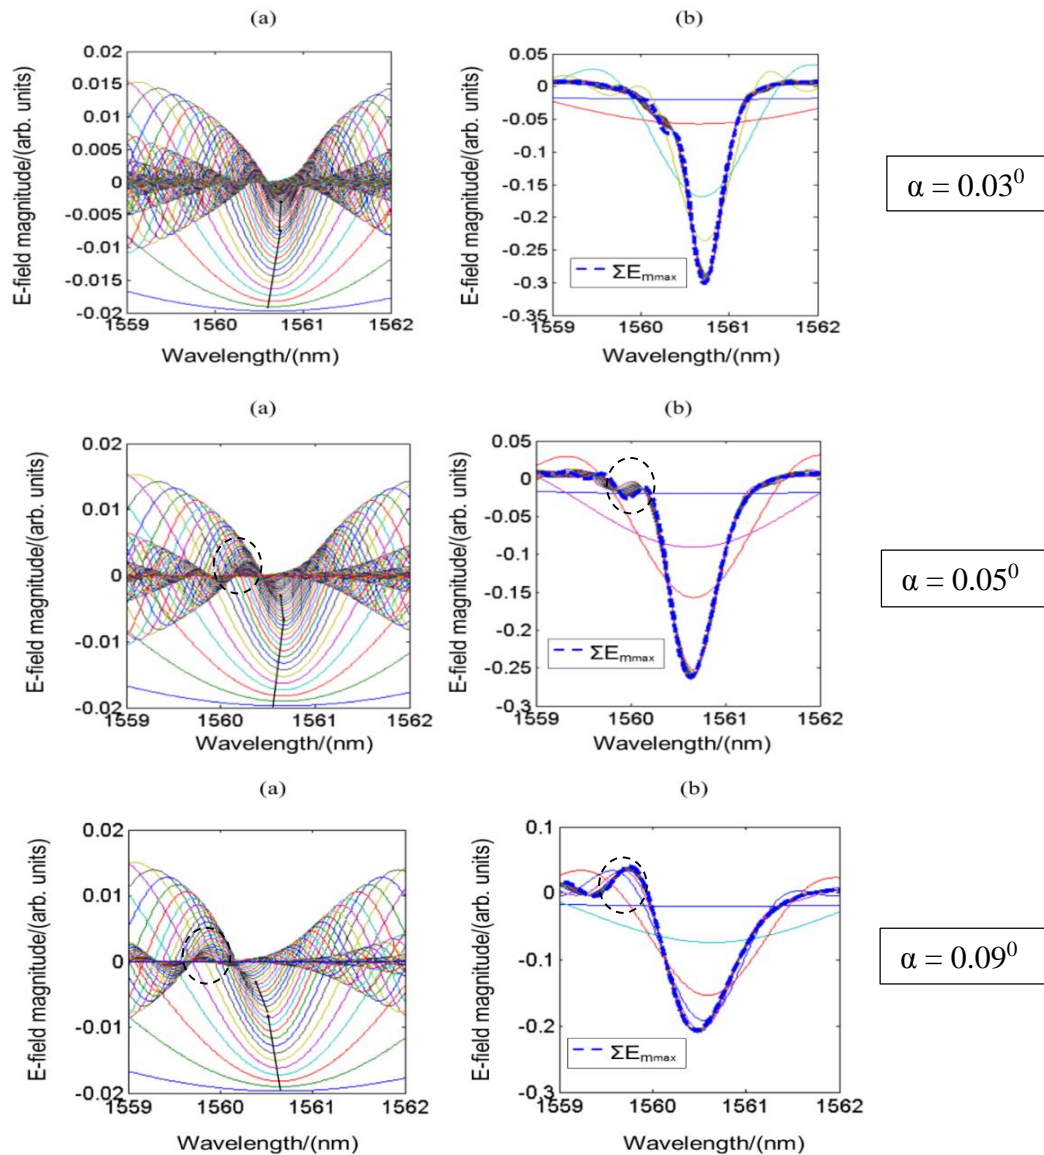 (a) (b)
0.02 0.05
0.015 0
0.01 -0.05
0.005 -0.1
0 -0.15
-0.005 -0.2
-0.01 -0.25
-0.015 -0.3
-0.02 -0.35
1559 1560 1561 1562 1559 1560 1561 1562
E-field magnitude/(arb. units) E-field magnitude/(arb. units)
ΣEmmax
Wavelength/(nm) Wavelength/(nm)
α = 0.03⁰
(a) (b)
0.02 0.05
0.01 0
0 -0.05
-0.01 -0.1
-0.02 -0.15
-0.2
-0.25
-0.3
1559 1560 1561 1562 1559 1560 1561 1562
E-field magnitude/(arb. units) E-field magnitude/(arb. units)
ΣEmmax
Wavelength/(nm) Wavelength/(nm)
α = 0.05⁰
(a) (b)
0.02 0.1
0.01 0
0 -0.1
-0.01 -0.2
-0.02 -0.3
1559 1560 1561 1562 1559 1560 1561 1562
E-field magnitude/(arb. units) E-field magnitude/(arb. units)
ΣEmmax
Wavelength/(nm) Wavelength/(nm)
α = 0.09⁰